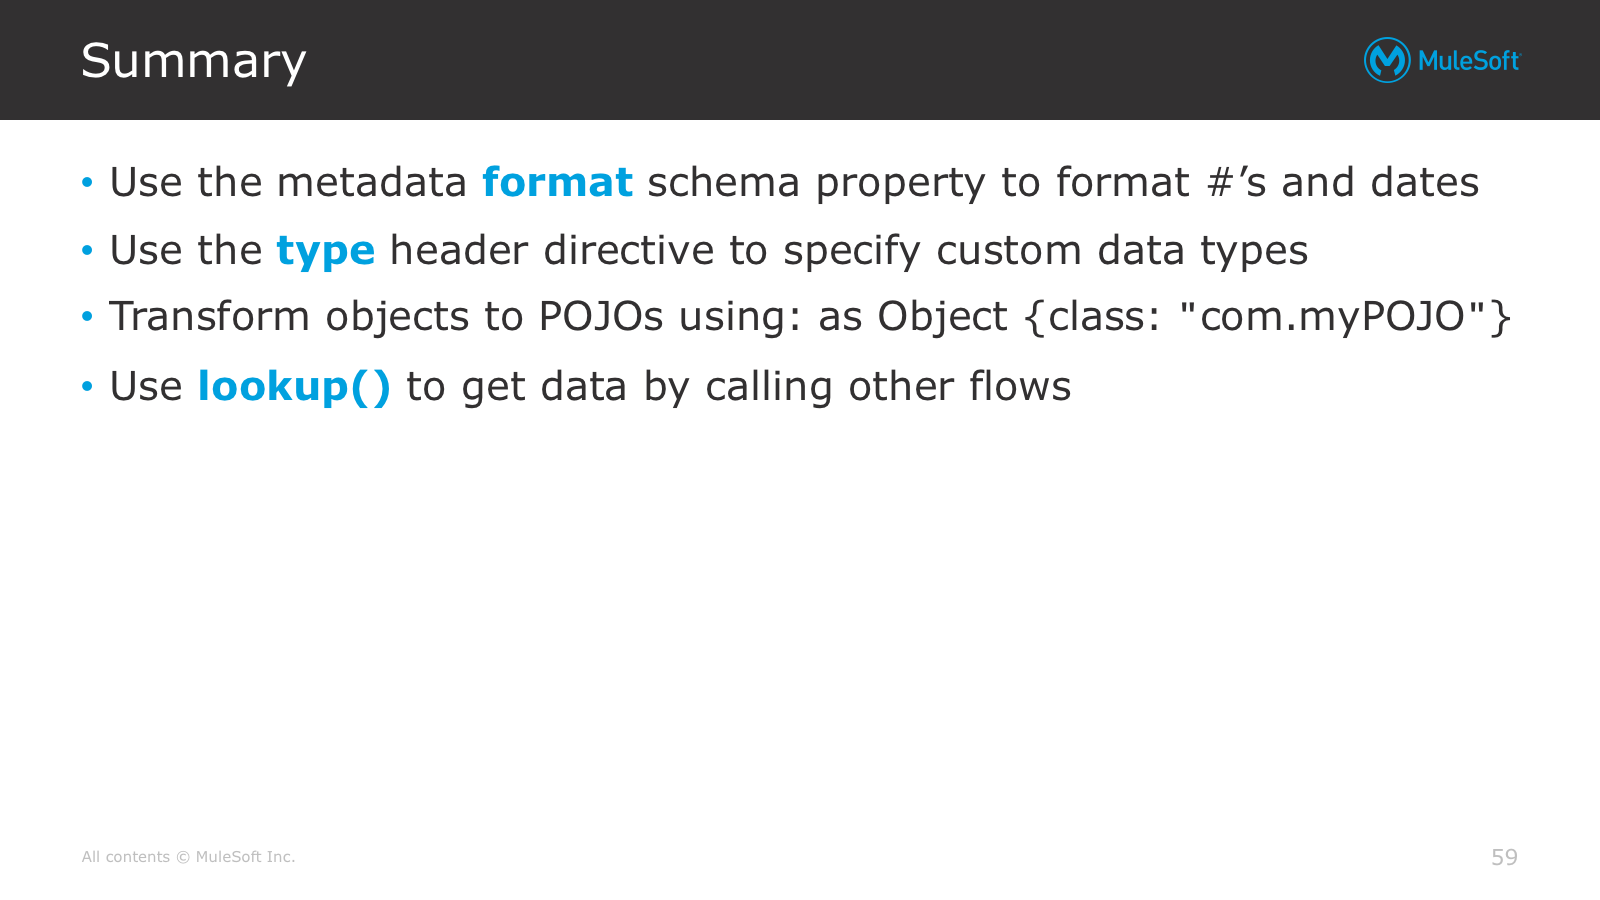 Summary
MuleSoft
• Use the metadata format schema property to format #’s and dates
• Use the type header directive to specify custom data types
• Transform objects to POJOs using: as Object {class: "com.myPOJO"}
• Use lookup() to get data by calling other flows
All contents © MuleSoft Inc.
59